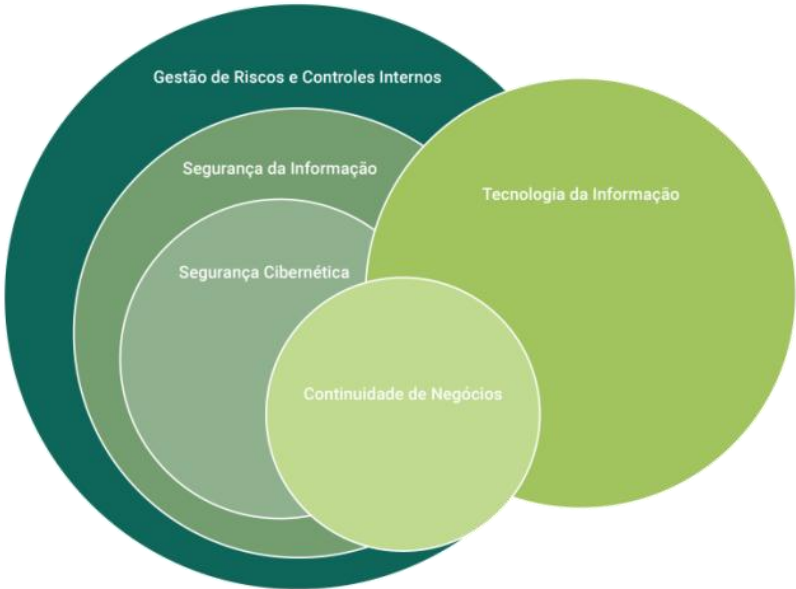 Gestão de Riscos e Controles Internos
Segurança da Informação
Tecnologia da Informação
Segurança Cibernética
Continuidade de Negócios